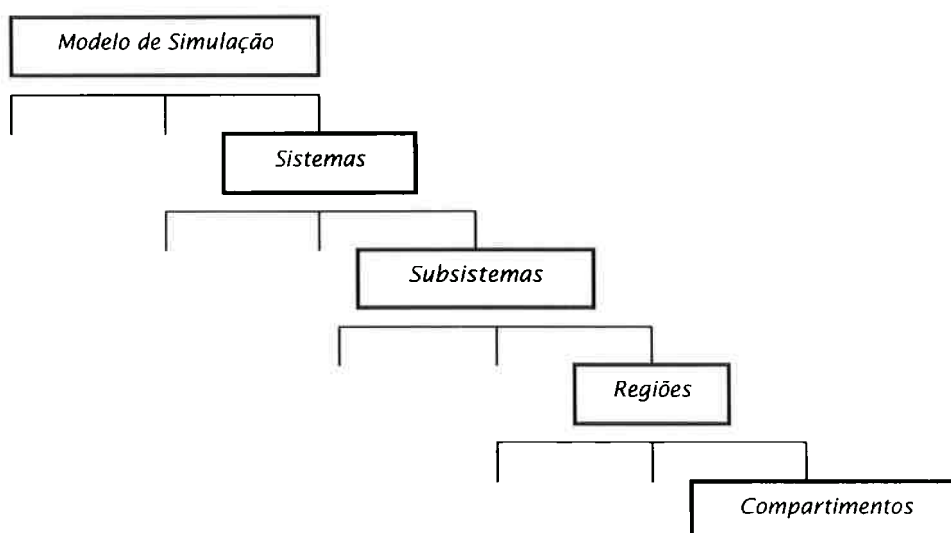 Modelo de Simulação
Sistemas
Subsistemas
Regiões
Compartimentos